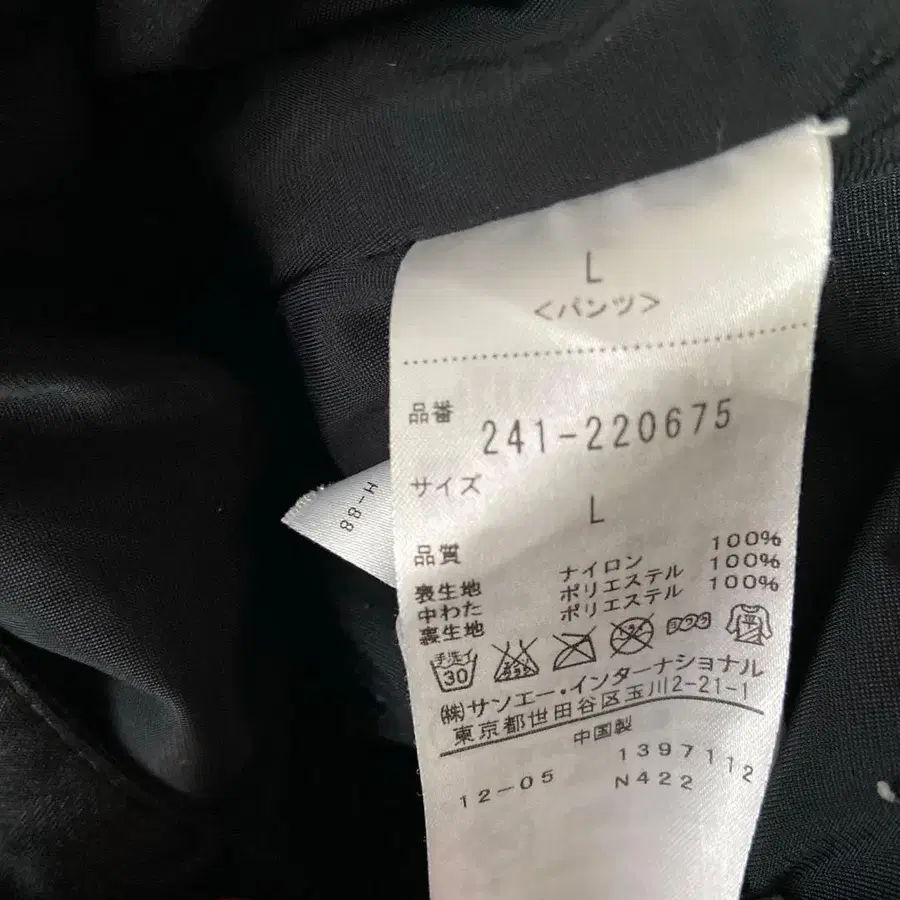 L
<パンツ>
品番
241-220675
サイズ
L
品質
表生地 ナイロン 100%
中わた ポリエステル 100%
裏生地 ポリエステル 100%
手洗イ
30
㈱サンエー・インターナショナル
東京都世田谷区玉川2-21-1
中国製
12-05 1397112
N422
H-88